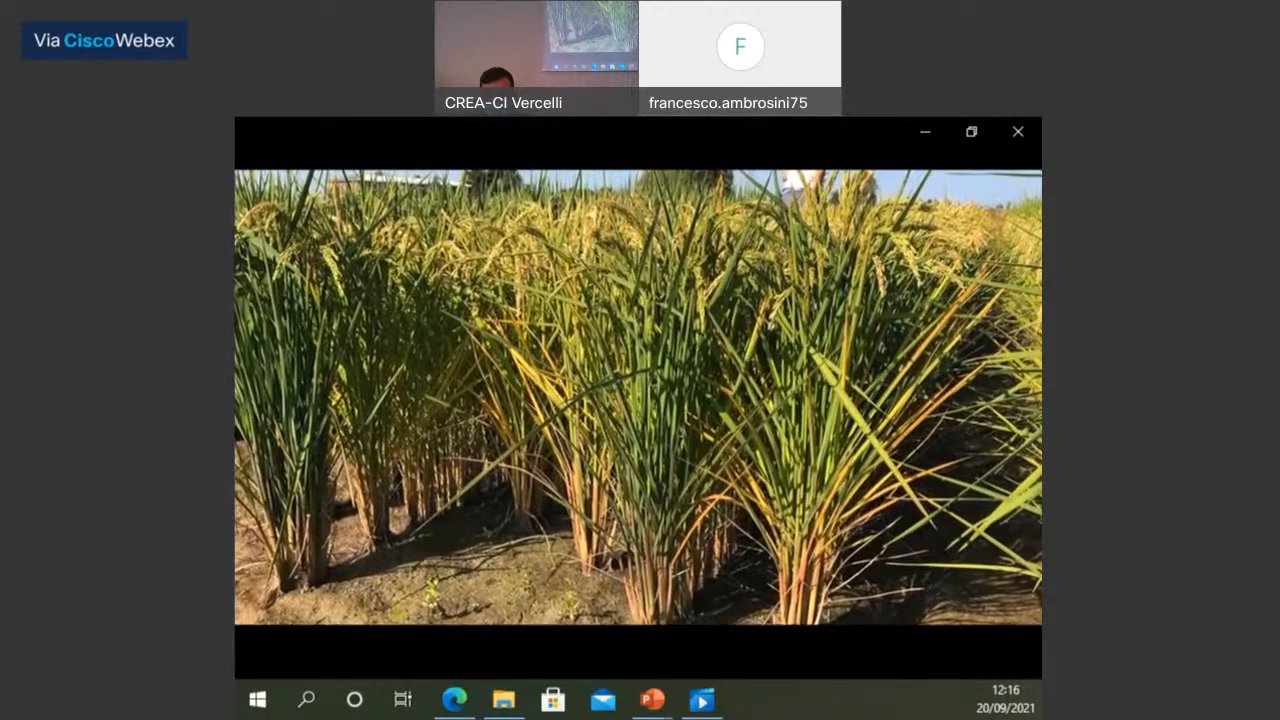 Via CiscoWebex
CREA-CI Vercelli
F
francesco.ambrosini75
12:16
20/09/2021